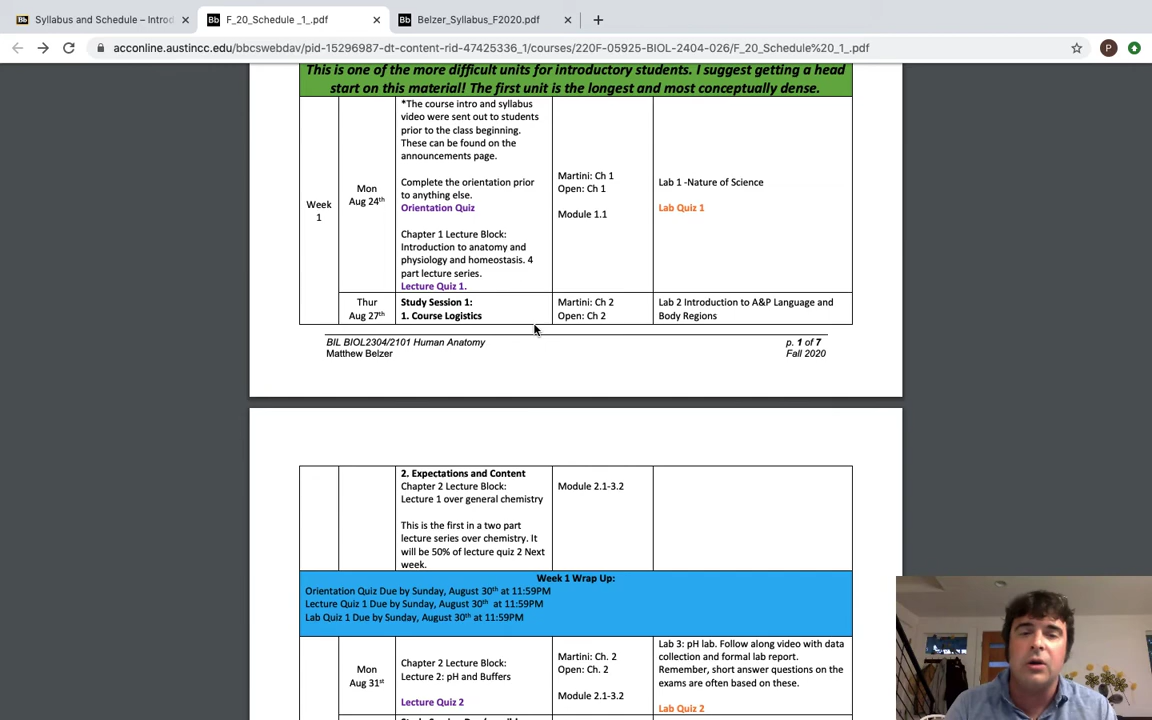 Syllabus and Schedule – Introd
F_20_Schedule _1_.pdf
Belzer_Syllabus_F2020.pdf
acconline.austincc.edu/bbcswebdav/pid-15296987-dt-content-rid-47425336_1/courses/220F-05925-BIOL-2404-026/F_20_Schedule%20_1_.pdf
P
This is one of the more difficult units for introductory students. I suggest getting a head
start on this material! The first unit is the longest and most conceptually dense.
Week
1
Mon
Aug 24th
*The course intro and syllabus
video were sent out to students
prior to the class beginning.
These can be found on the
announcements page.
Complete the orientation prior
to anything else.
Orientation Quiz
Chapter 1 Lecture Block:
Introduction to anatomy and
physiology and homeostasis. 4
part lecture series.
Lecture Quiz 1.
Martini: Ch 1
Open: Ch 1
Module 1.1
Lab 1 -Nature of Science
Lab Quiz 1
Thur
Aug 27th
Study Session 1:
1. Course Logistics
Martini: Ch 2
Open: Ch 2
Lab 2 Introduction to A&P Language and
Body Regions
BIL BIOL2304/2101 Human Anatomy
Matthew Belzer
p. 1 of 7
Fall 2020
2. Expectations and Content
Chapter 2 Lecture Block:
Lecture 1 over general chemistry
This is the first in a two part
lecture series over chemistry. It
will be 50% of lecture quiz 2 Next
week.
Module 2.1-3.2
Week 1 Wrap Up:
Orientation Quiz Due by Sunday, August 30th at 11:59PM
Lecture Quiz 1 Due by Sunday, August 30th at 11:59PM
Lab Quiz 1 Due by Sunday, August 30th at 11:59PM
Mon
Aug 31st
Chapter 2 Lecture Block:
Lecture 2: pH and Buffers
Lecture Quiz 2
Martini: Ch. 2
Open: Ch. 2
Module 2.1-3.2
Lab 3: pH lab. Follow along video with data
collection and formal lab report.
Remember, short answer questions on the
exams are often based on these.
Lab Quiz 2